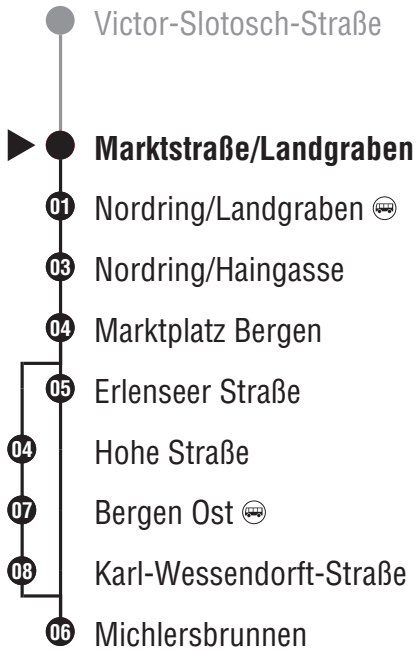 Victor-Slotosch-Straße
Marktstraße/Landgraben
01 Nordring/Landgraben
03 Nordring/Haingasse
04 Marktplatz Bergen
05 Erlenseer Straße
04 Hohe Straße
07 Bergen Ost
08 Karl-Wessendorft-Straße
06 Michlersbrunnen